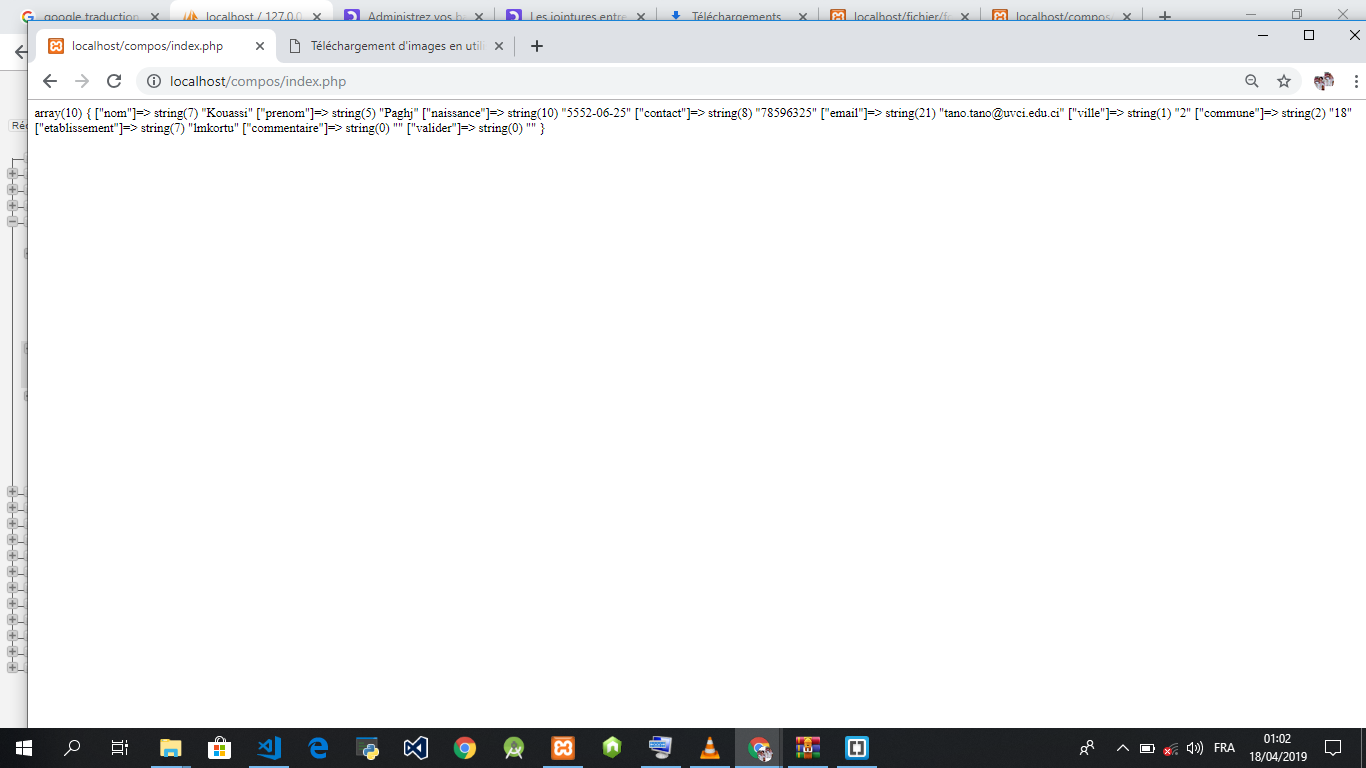 google traduction
localhost / 127.0.0
Administrez vos ba
Les jointures entre
Téléchargements
localhost/fichier/fo
localhost/compos
localhost/compos/index.php
Téléchargement d'images en utili
localhost/compos/index.php
array(10) { ["nom"]=> string(7) "Kouassi" ["prenom"]=> string(5) "Paghj" ["naissance"]=> string(10) "5552-06-25" ["contact"]=> string(8) "78596325" ["email"]=> string(21) "tano.tano@uvci.edu.ci" ["ville"]=> string(1) "2" ["commune"]=> string(2) "18"
["etablissement"]=> string(7) "lmkortu" ["commentaire"]=> string(0) "" ["valider"]=> string(0) "" }
FRA
01:02
18/04/2019